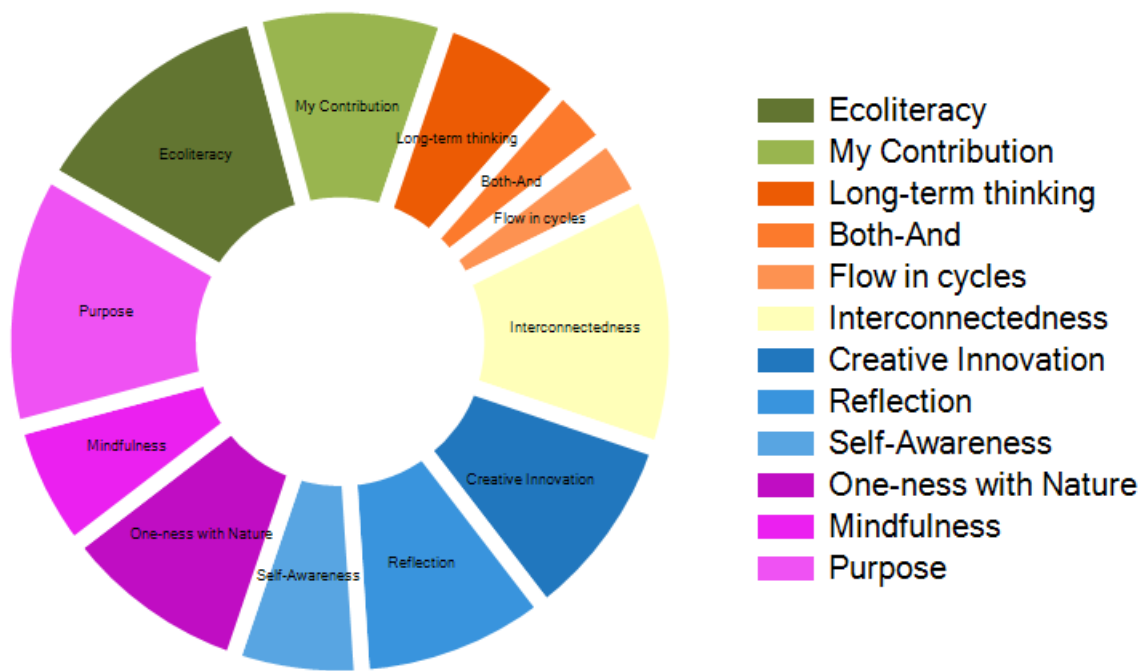 My Contribution
Long-term thinking
Ecoliteracy
Both-And
Flow in cycles
Purpose
Interconnectedness
Mindfulness
Creative Innovation
One-ness with Nature
Reflection
Self-Awareness
Ecoliteracy
My Contribution
Long-term thinking
Both-And
Flow in cycles
Interconnectedness
Creative Innovation
Reflection
Self-Awareness
One-ness with Nature
Mindfulness
Purpose